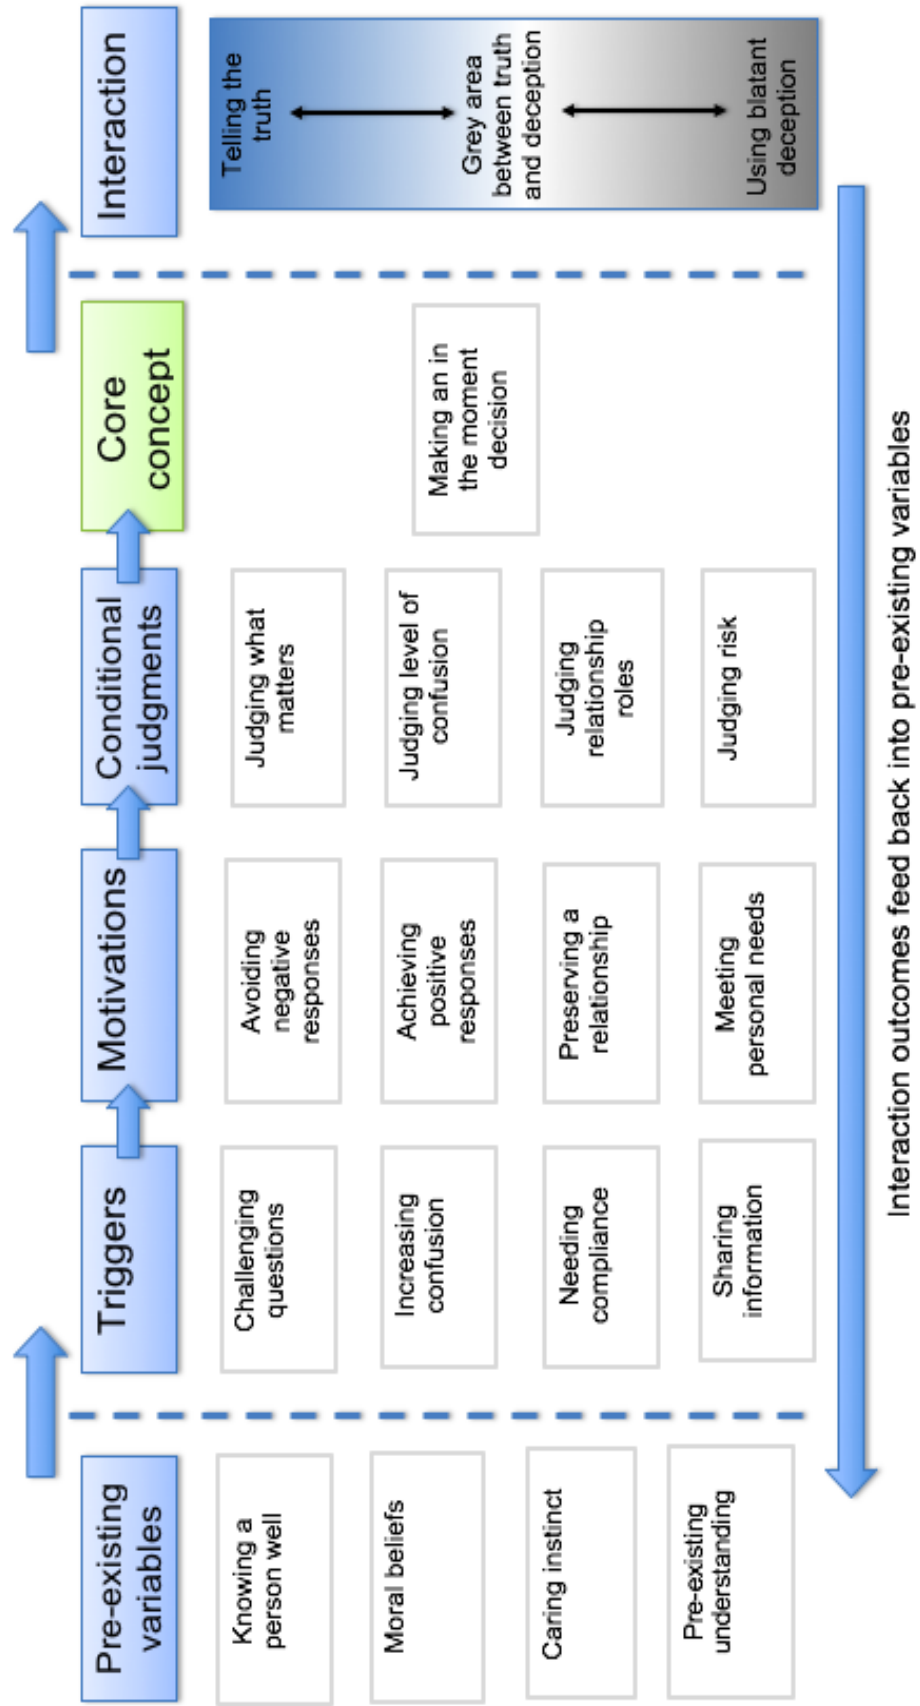 Pre-existing
variables
Knowing a
person well
Moral beliefs
Caring instinct
Pre-existing
understanding
Triggers
Challenging
questions
Increasing
confusion
Needing
compliance
Sharing
information
Motivations
Avoiding
negative
responses
Achieving
positive
responses
Preserving a
relationship
Meeting
personal needs
Conditional
judgments
Judging what
matters
Judging level of
confusion
Judging
relationship
roles
Judging risk
Core
concept
Making an in
the moment
decision
Interaction
Telling the
truth
Grey area
between truth
and deception
Using blatant
deception
Interaction outcomes feed back into pre-existing variables